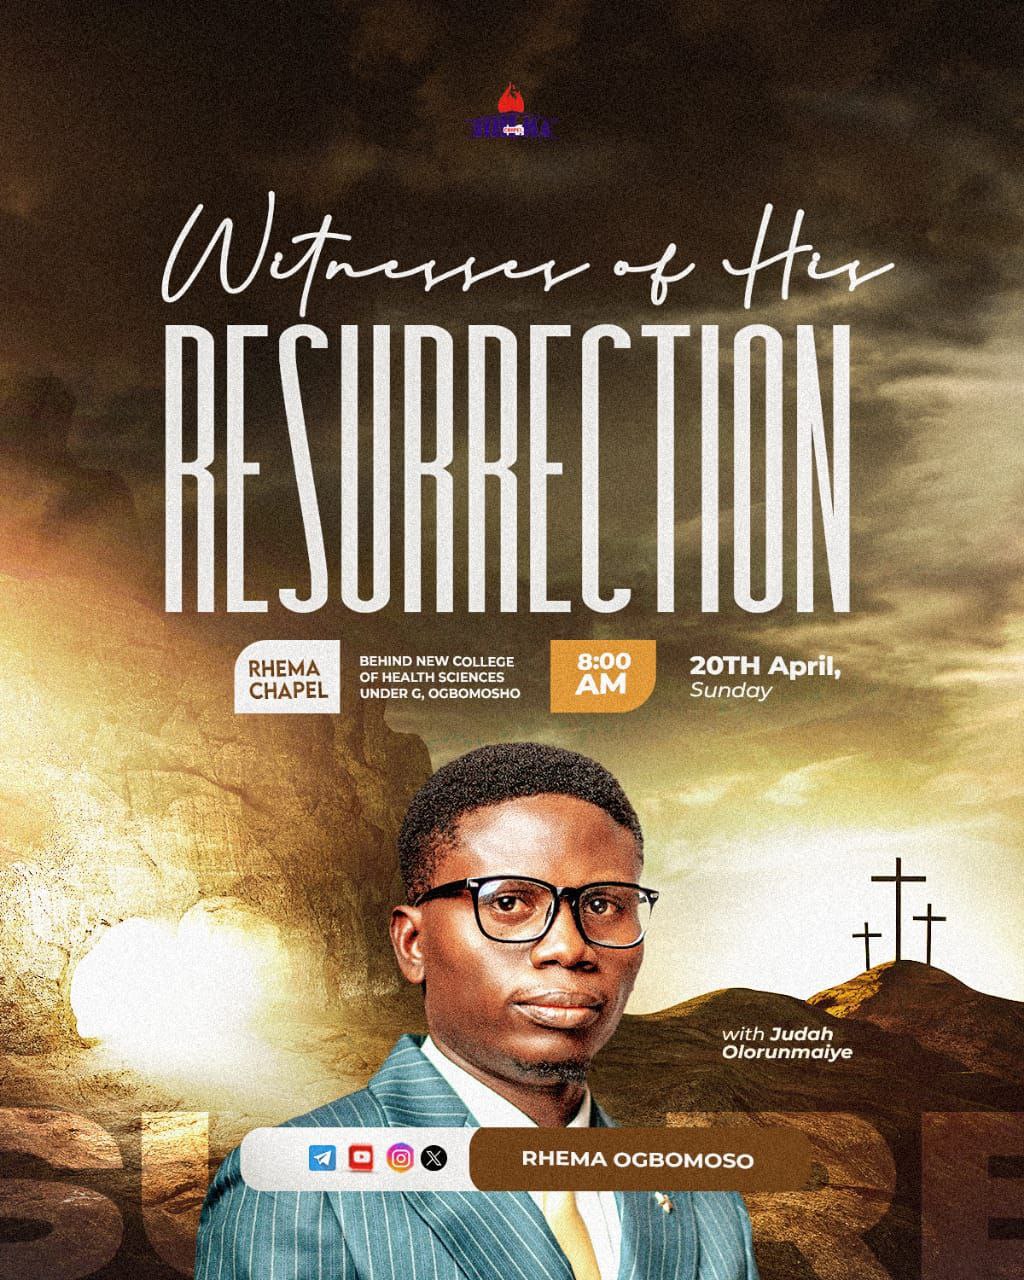 CHAPEL
Witnesses of His
RESURRECTION
RHEMA
CHAPEL
BEHIND NEW COLLEGE
OF HEALTH SCIENCES
UNDER G, OGBOMOSHO
8:00
AM
20TH April,
Sunday
with Judah
Olorunmaiye
RHEMA OGBOMOSO